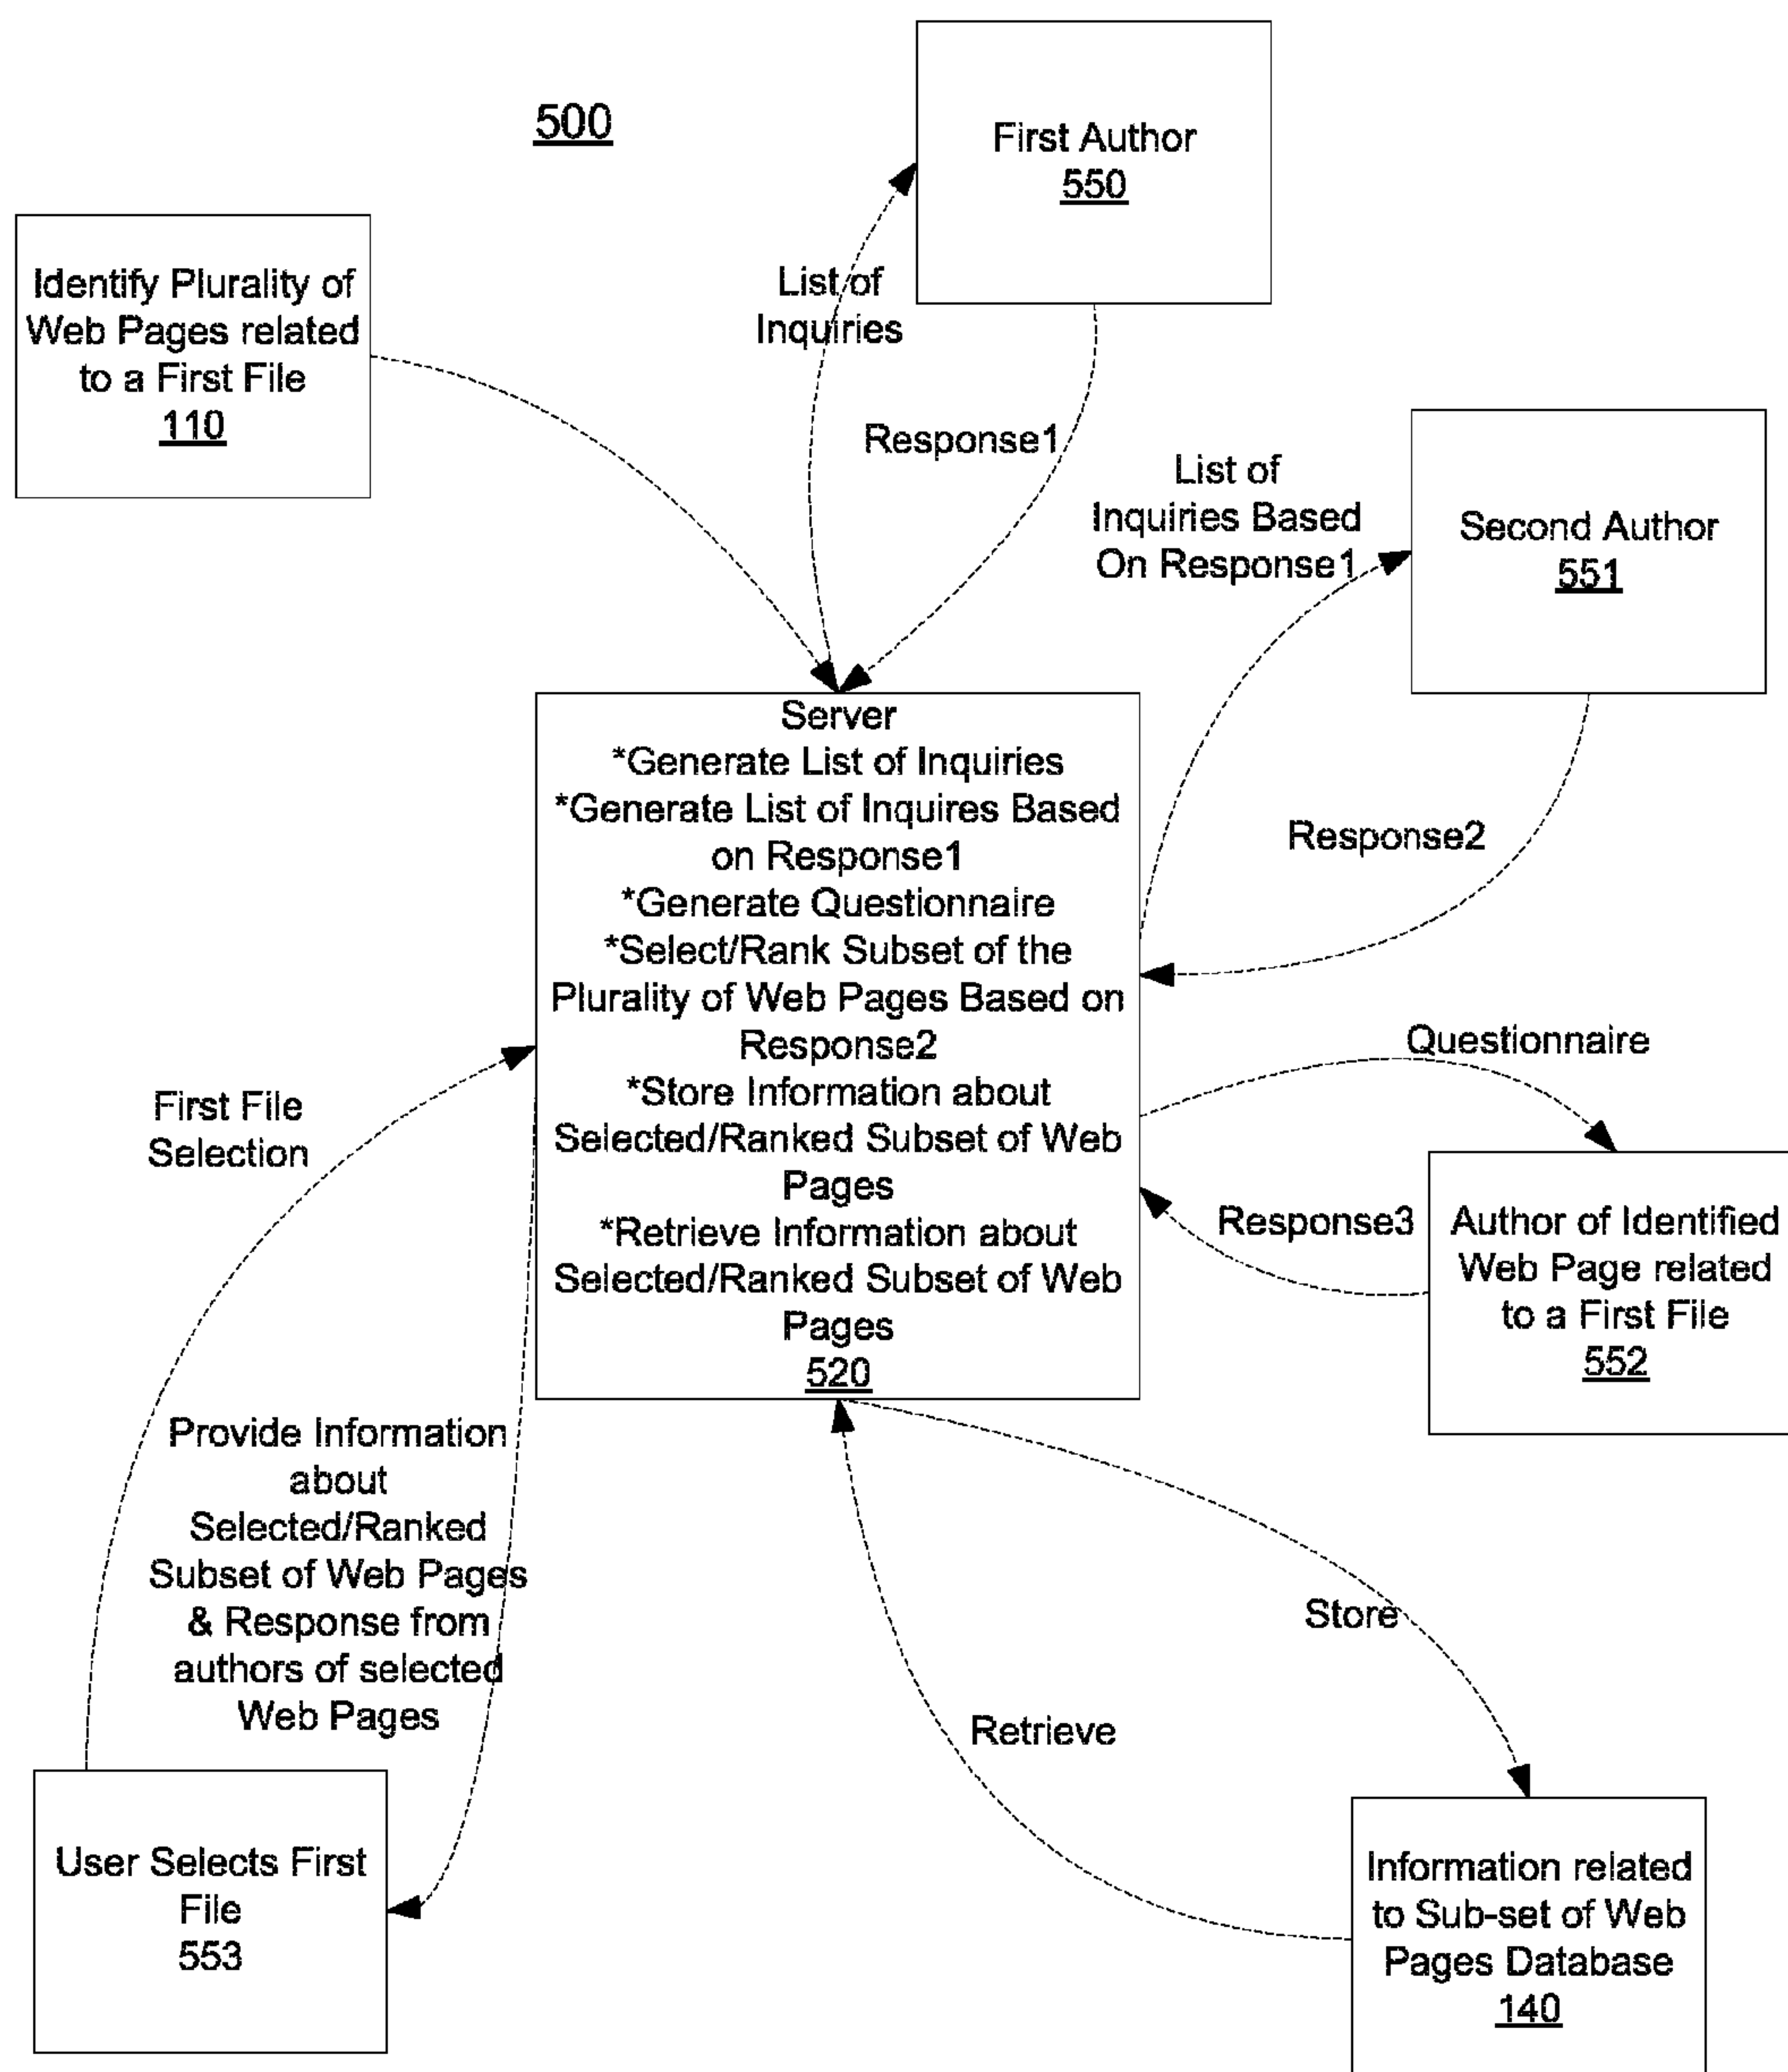 500
First Author
550
Identify Plurality of
Web Pages related
to a First File
110
List of
Inquiries
Response1
List of
Inquiries Based
On Response1
Second Author
551
Response2
Server
*Generate List of Inquiries
*Generate List of Inquires Based
on Response1
*Generate Questionnaire
*Select/Rank Subset of the
Plurality of Web Pages Based on
Response2
*Store Information about
Selected/Ranked Subset of Web
Pages
*Retrieve Information about
Selected/Ranked Subset of Web
Pages
520
Questionnaire
Response3
Author of Identified
Web Page related
to a First File
552
First File
Selection
Provide Information
about
Selected/Ranked
Subset of Web Pages
& Response from
authors of selected
Web Pages
Store
Retrieve
User Selects First
File
553
Information related
to Sub-set of Web
Pages Database
140